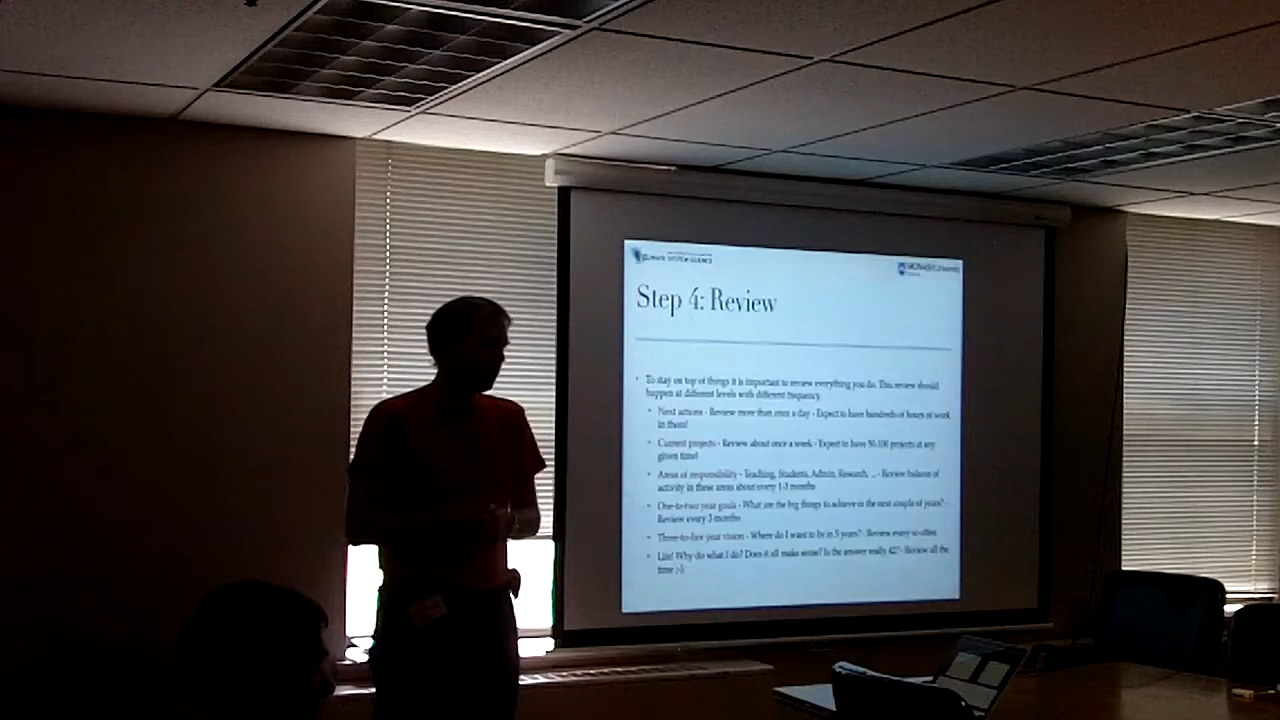 CLIMATE SYSTEM SCIENCE
MONASH University
Step 4: Review
To stay on top of things it is important to review everything you do. This review should
happen at different levels with different frequency.
Next actions - Review more than once a day - Expect to have hundreds of hours of work
in them!
Current projects - Review about once a week - Expect to have 50-100 projects at any
given time!
Areas of responsibility - Teaching, Students, Admin, Research, ... - Review balance of
activity in these areas about every 1-3 months
One-to-two year goals - What are the big things to achieve in the next couple of years? -
Review every 3 months
Three-to-five year vision - Where do I want to be in 5 years? - Review every so often
Life! Why do what I do? Does it all make sense? Is the answer really 42? - Review all the
time ;-)